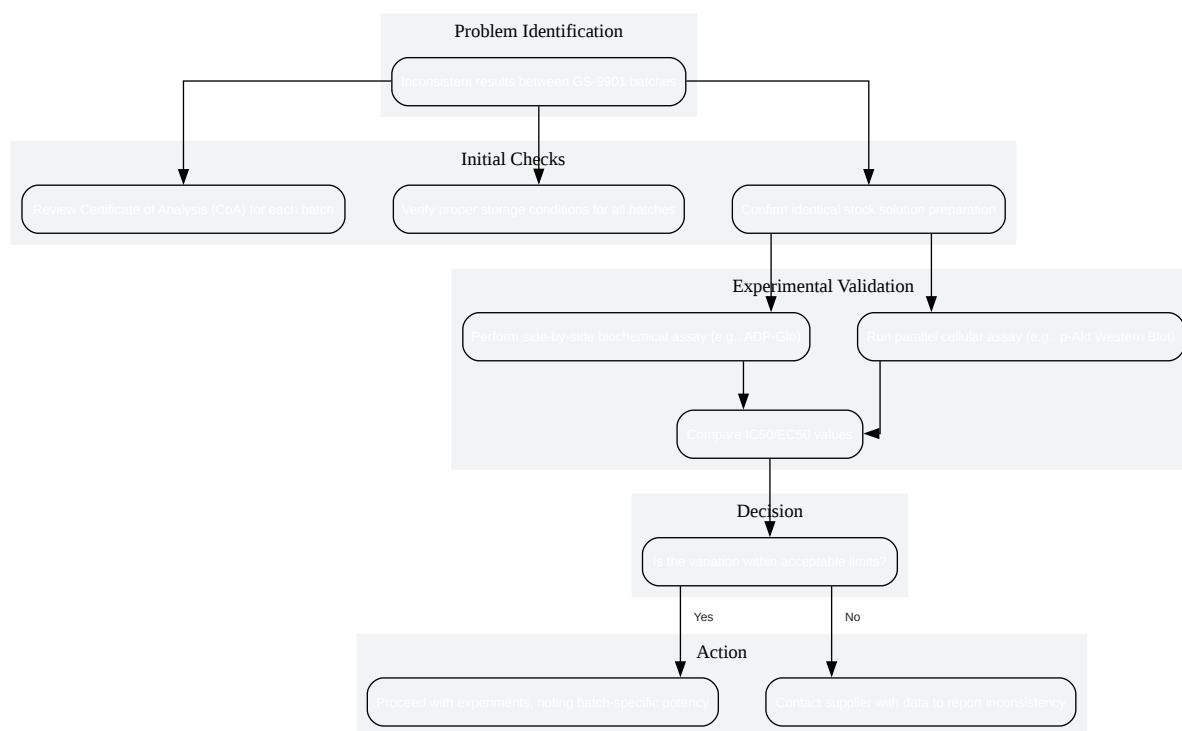 Problem Identification
Inconsistent results between GS-9901 batches
Initial Checks
Review Certificate of Analysis (CoA) for each batch
Verify proper storage conditions for all batches
Confirm identical stock solution preparation
Experimental Validation
Perform side-by-side biochemical assay (e.g., ADP-Glo)
Run parallel cellular assay (e.g., p-Akt Western Blot)
Compare IC50/EC50 values
Decision
Is the variation within acceptable limits?
Yes
No
Action
Proceed with experiments, noting batch-specific potency
Contact supplier with data to report inconsistency